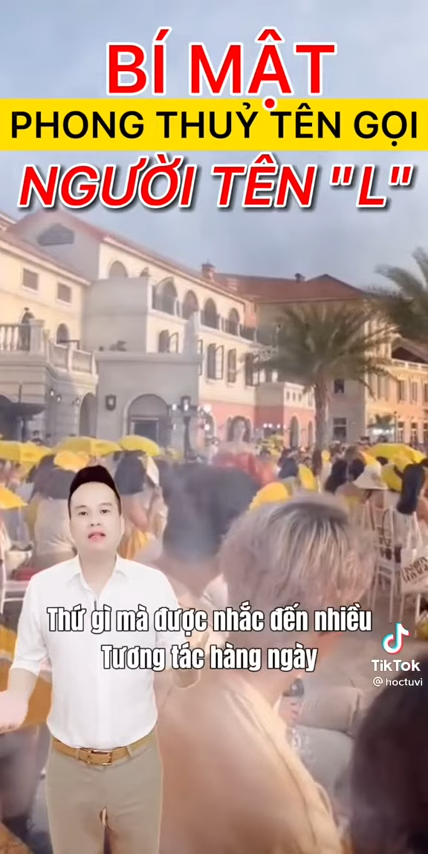 BÍ MẬT
PHONG THUỶ TÊN GỌI
NGƯỜI TÊN "L"
Thứ gì mà được nhắc đến nhiều
Tương tác hàng ngày
TikTok
@hoctuvi